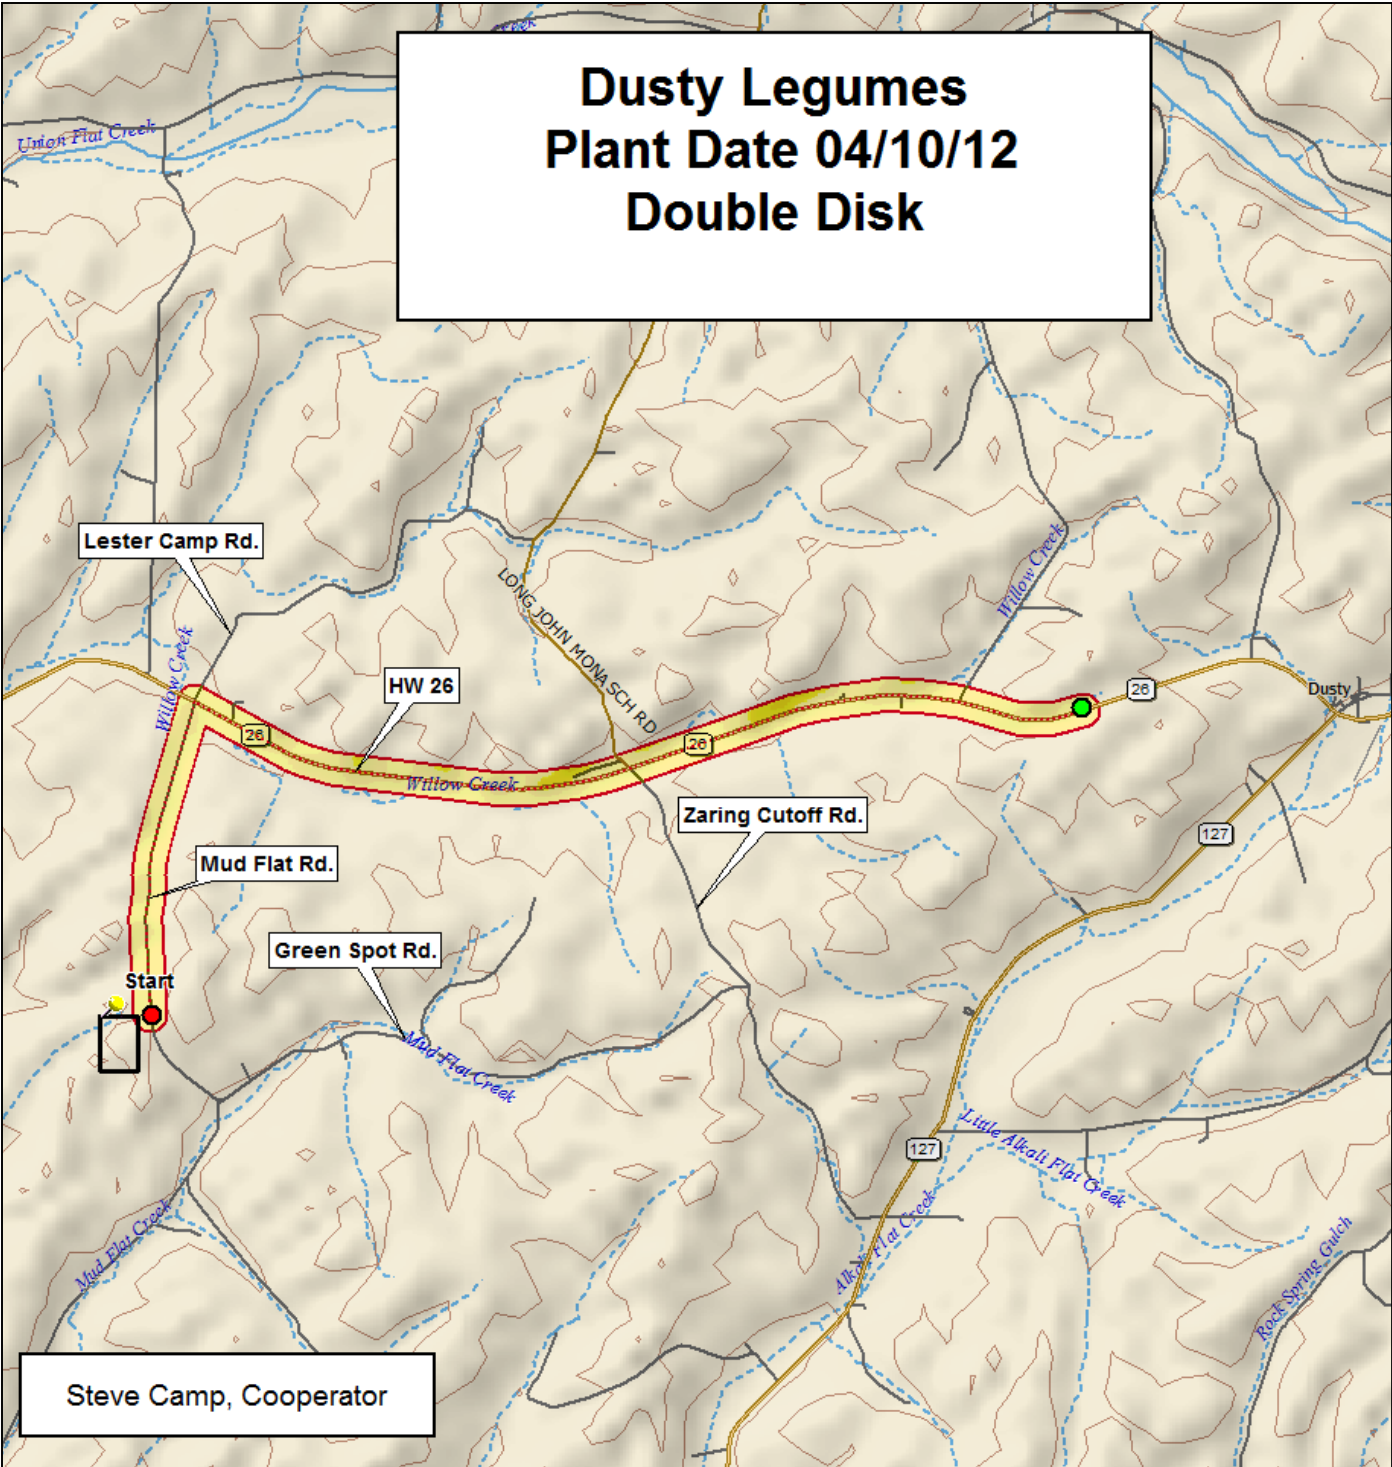 Creek
Dusty Legumes
Plant Date 04/10/12
Double Disk
Union Flat Creek
Lester Camp Rd.
LONG JOHN MONA SCH RD
Willow Creek
Willow Creek
HW 26
26
Dusty
26
26
Willow Creek
Zaring Cutoff Rd.
127
Mud Flat Rd.
Green Spot Rd.
Start
Mud Flat Creek
Little Alkali Flat Creek
127
Mud Flat Creek
Alkali Flat Creek
Rock Spring Gulch
Steve Camp, Cooperator